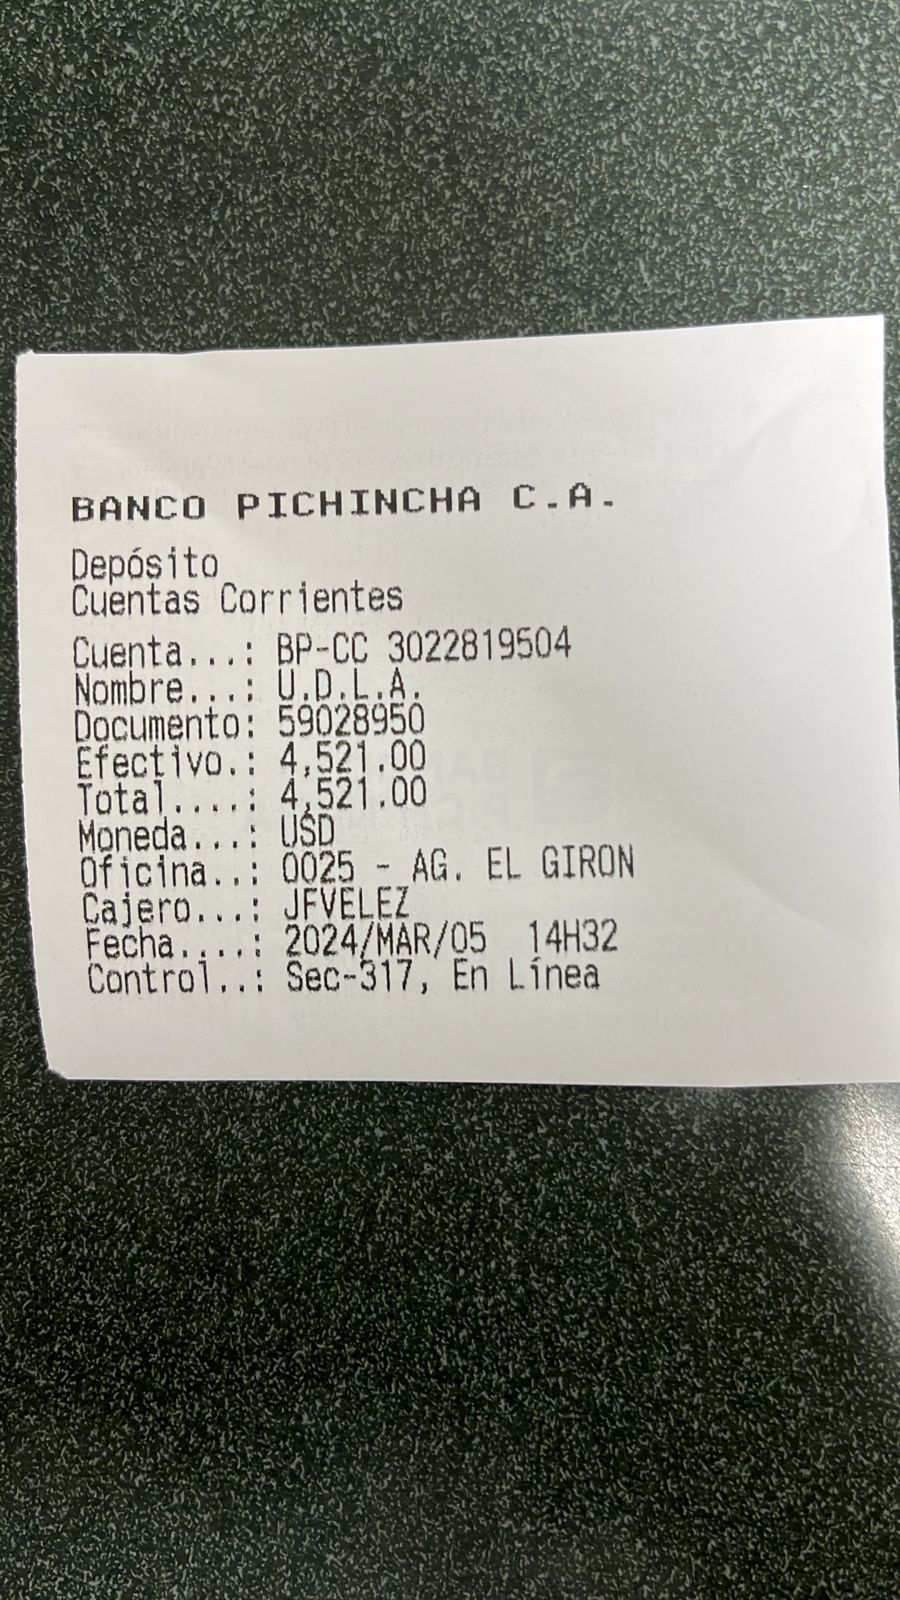 BANCO PICHINCHA C.A.
Depósito
Cuentas Corrientes
Cuenta...: BP-CC 3022819504
Nombre...: U.D.L.A.
Documento: 59028950
Efectivo.: 4,521.00
Total....: 4,521.00
Moneda...: USD
Oficina..: 0025 - AG. EL GIRON
Cajero...: JFVELEZ
Fecha....: 2024/MAR/05 14H32
Control..: Sec-317, En Línea